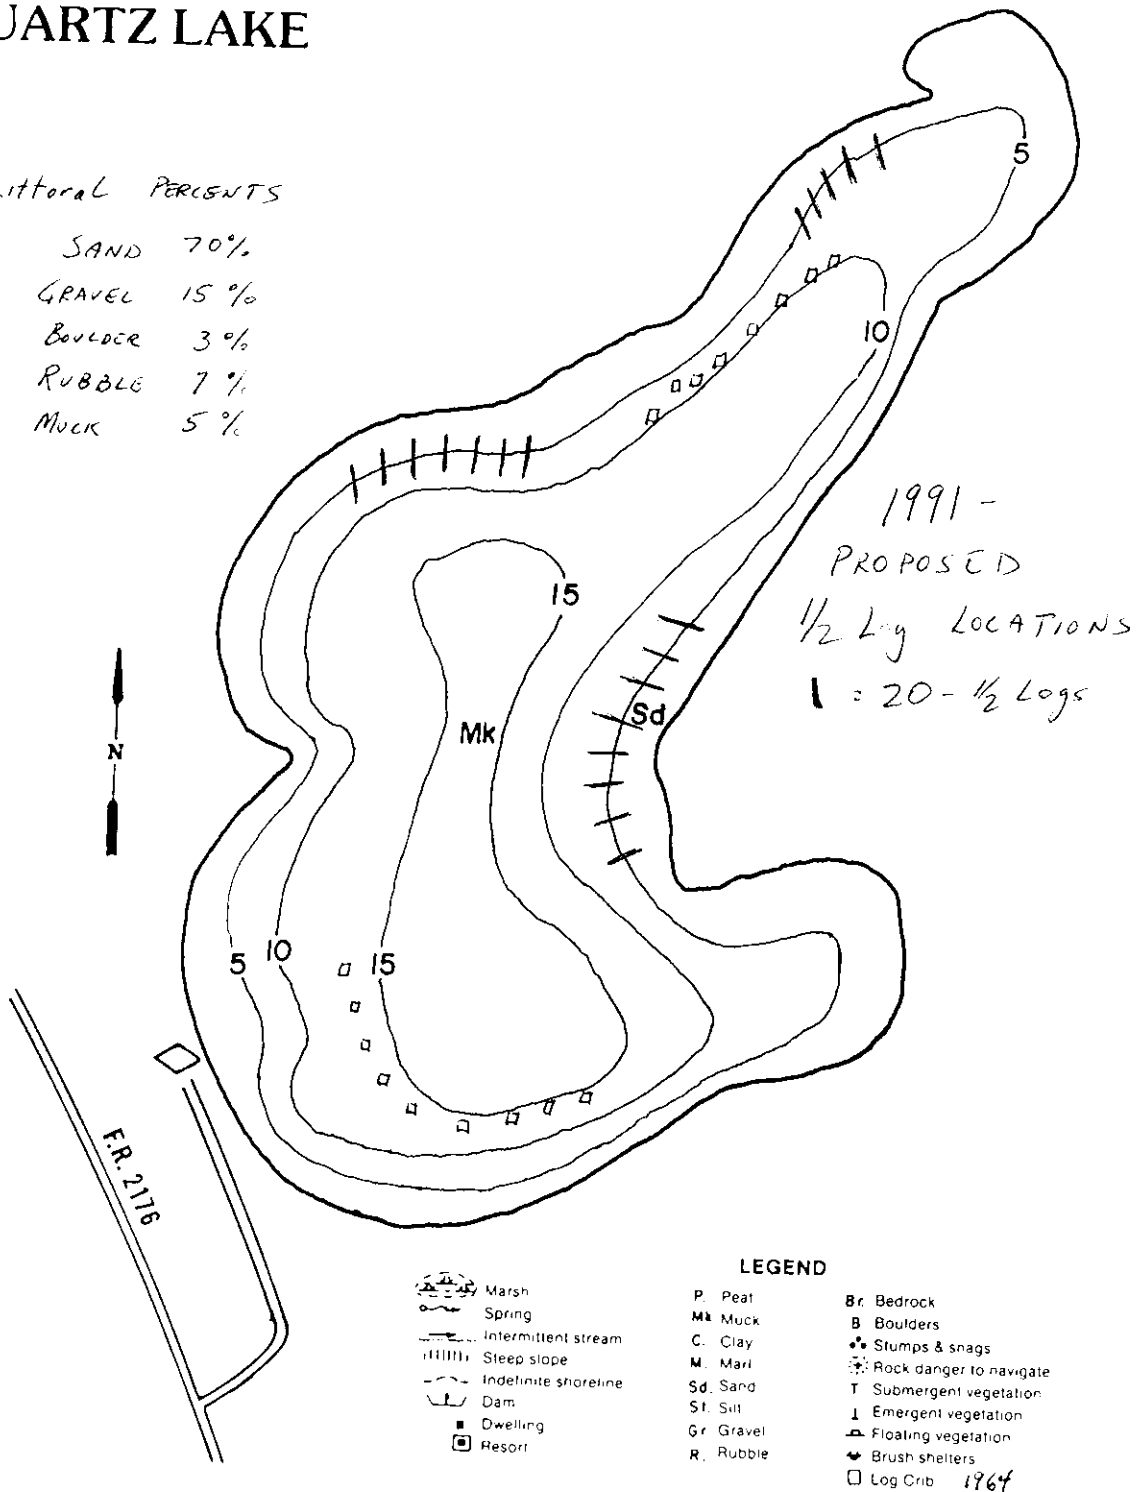 UARTZ LAKE
Littoral PERCENTS
SAND 70%
GRAVEL 15 %
BOULDER 3 %
RUBBLE 7 %
MUCK 5 %
5
10
1991 -
PROPOSED
1/2 Log LOCATIONS
= 20 - 1/2 Logs
15
Sd
Mk
N
5 10 15
F.R. 2176
LEGEND
Marsh
Spring
Intermittent stream
Steep slope
Indefinite shoreline
Dam
Dwelling
Resort
P. Peat
Mk Muck
C. Clay
M. Marl
Sd. Sand
St. Silt
Gr Gravel
R. Rubble
Br. Bedrock
B Boulders
Stumps & snags
Rock danger to navigate
T Submergent vegetation
Emergent vegetation
Floating vegetation
Brush shelters
Log Crib 1964